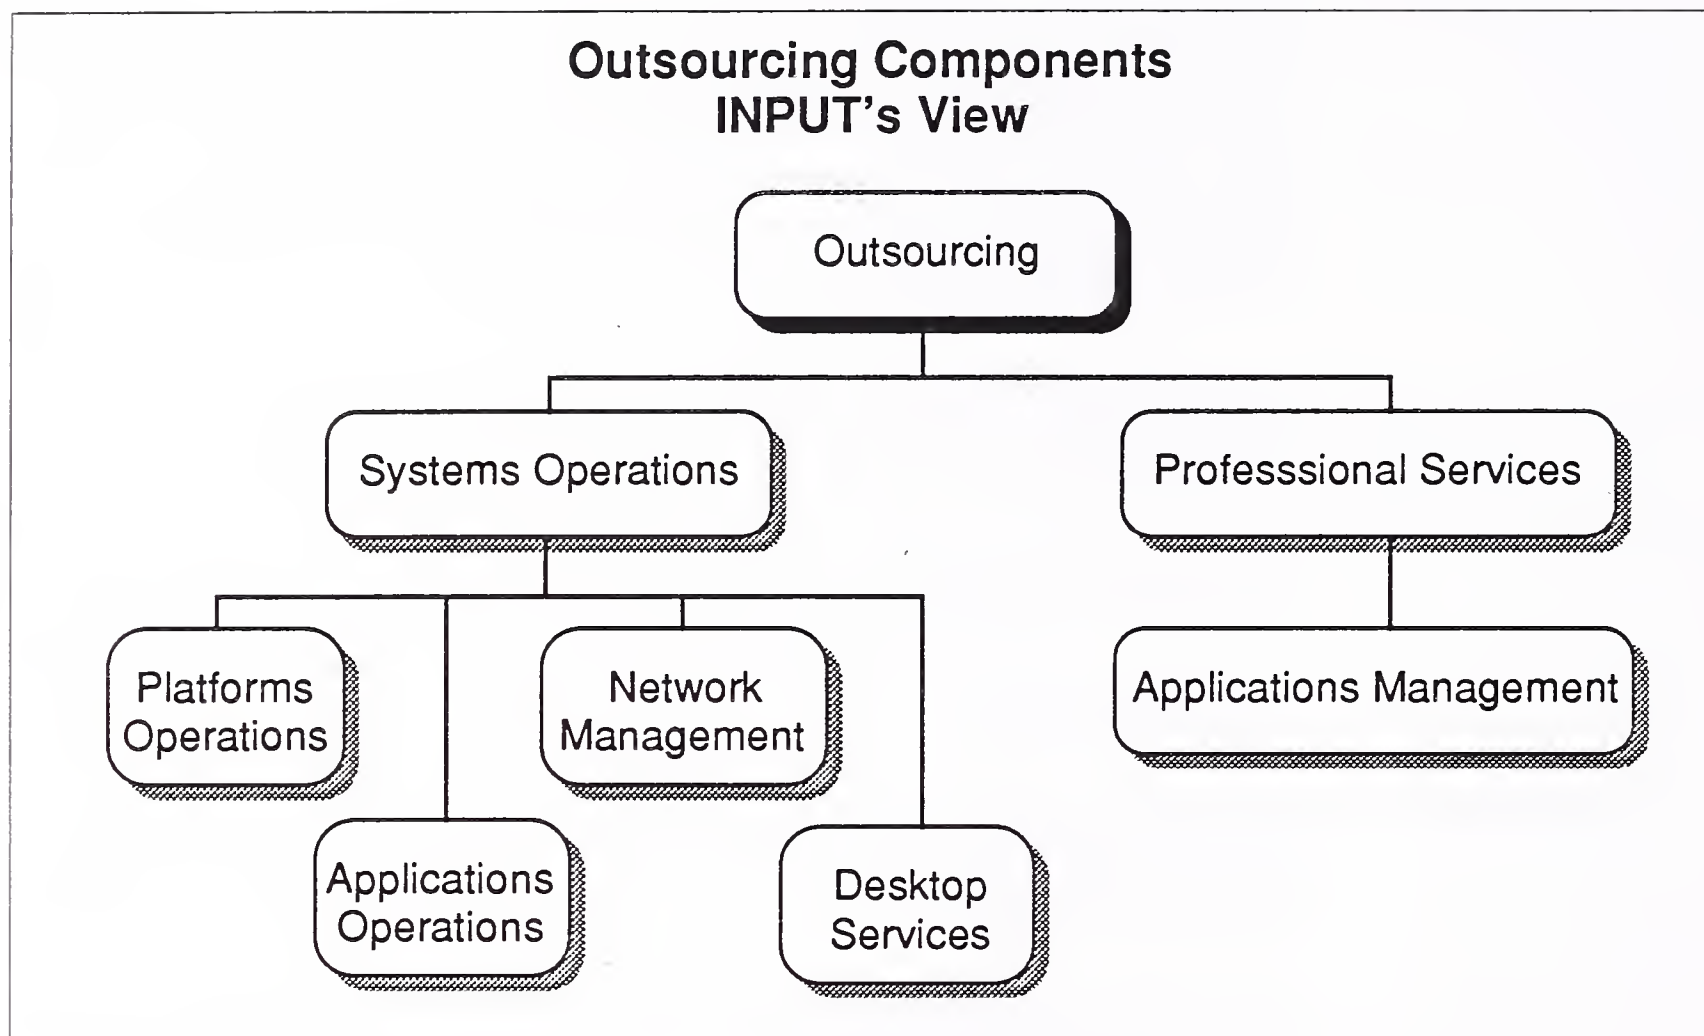 Outsourcing Components
INPUT's View
Outsourcing
Systems Operations
Professsional Services
Platforms
Operations
Network
Management
Applications Management
Applications
Operations
Desktop
Services